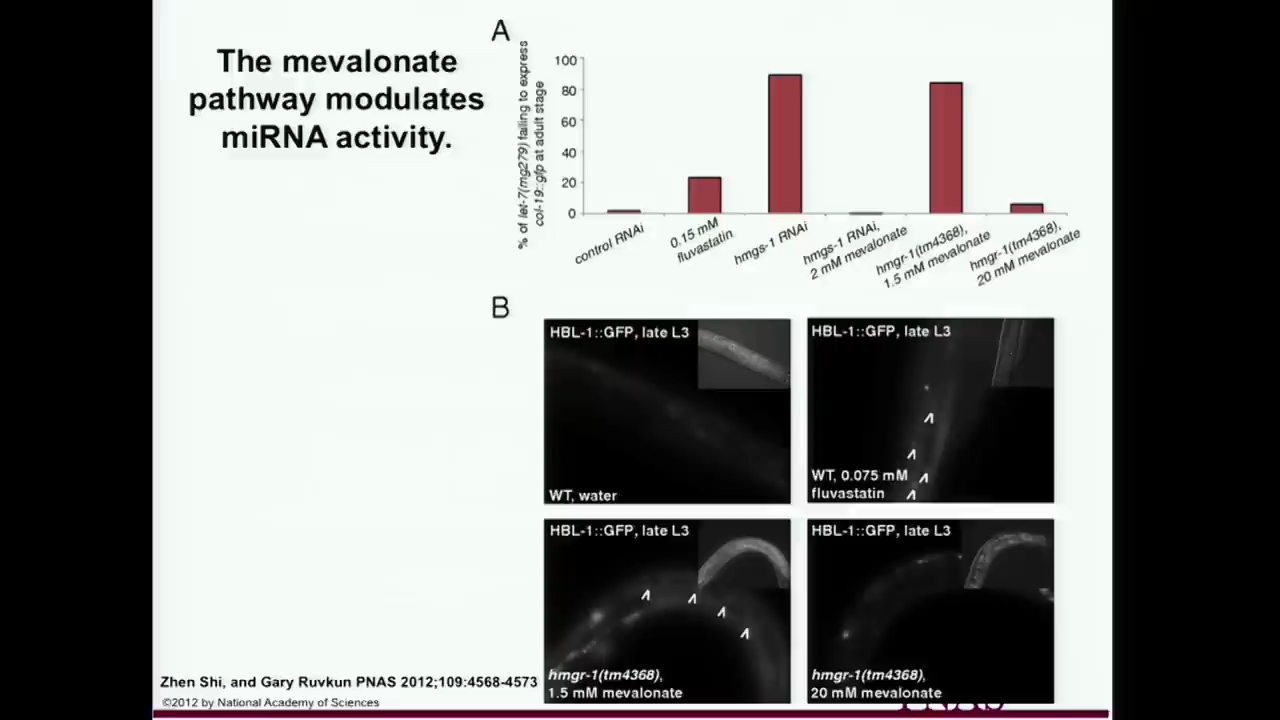 The mevalonate
pathway modulates
miRNA activity.
A
% of let-7(mg279) failing to express
col-19::gfp at adult stage
100
80
60
40
20
0
control RNAi
0.15 mM
fluvastatin
hmgs-1 RNAi
hmgs-1 RNAi,
2 mM mevalonate
hmgr-1(tm4368),
1.5 mM mevalonate
hmgr-1(tm4368),
20 mM mevalonate
B
HBL-1::GFP, late L3
WT, water
HBL-1::GFP, late L3
WT, 0.075 mM
fluvastatin
HBL-1::GFP, late L3
hmgr-1(tm4368),
1.5 mM mevalonate
HBL-1::GFP, late L3
hmgr-1(tm4368),
20 mM mevalonate
Zhen Shi, and Gary Ruvkun PNAS 2012;109:4568-4573
©2012 by National Academy of Sciences